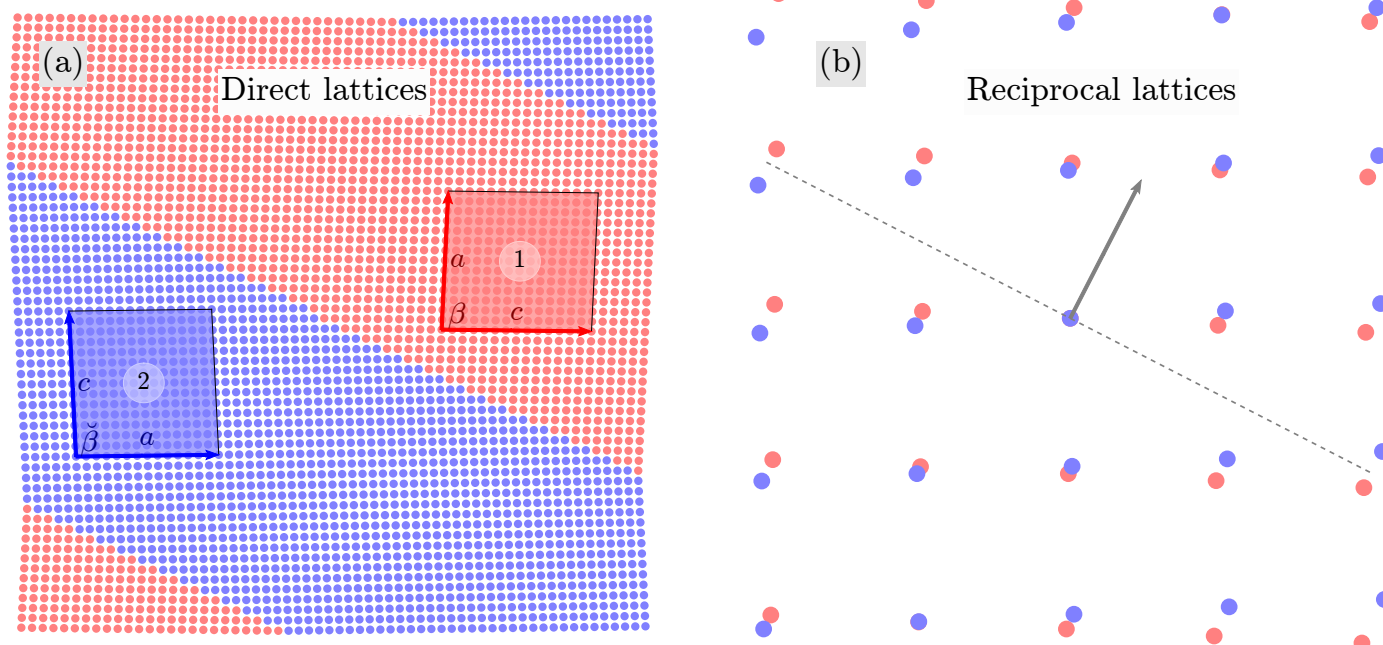 (a)
Direct lattices
1
a
β
c
2
c
β̆
a
(b)
Reciprocal lattices